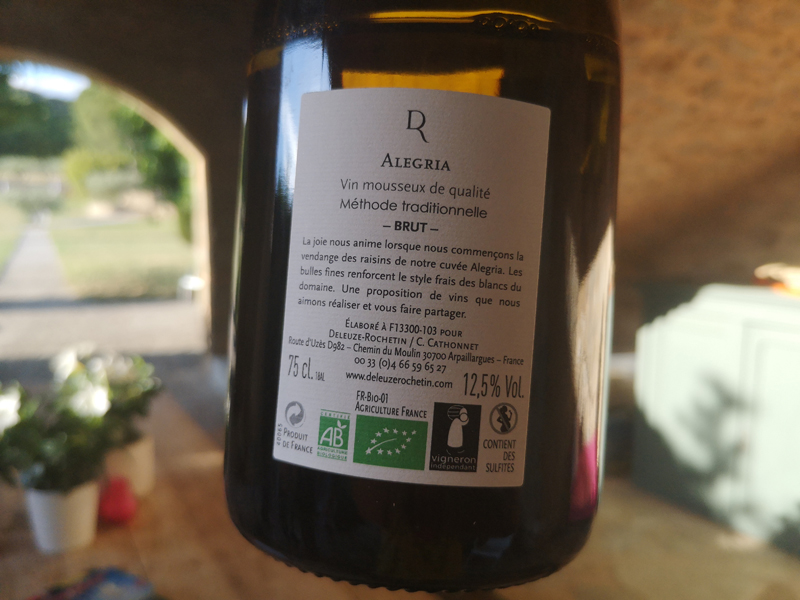 DR
ALEGRIA
Vin mousseux de qualité
Méthode traditionnelle
– BRUT –
La joie nous anime lorsque nous commençons la
vendange des raisins de notre cuvée Alegria. Les
bulles fines renforcent le style frais des blancs du
domaine. Une proposition de vins que nous
aimons réaliser et vous faire partager.
ÉLABORÉ À F13300-103 POUR
DELEUZE-ROCHETIN / C. CATHONNET
Route d'Uzès D982 – Chemin du Moulin 30700 Arpaillargues – France
00 33 (0)4 66 59 65 27
75 cl. www.deleuzerochetin.com 12,5% Vol.
FR-BIO-01
AGRICULTURE FRANCE
PRODUIT
DE FRANCE
AB
AGRICULTURE
BIOLOGIQUE
vigneron
indépendant
CONTIENT
DES
SULFITES